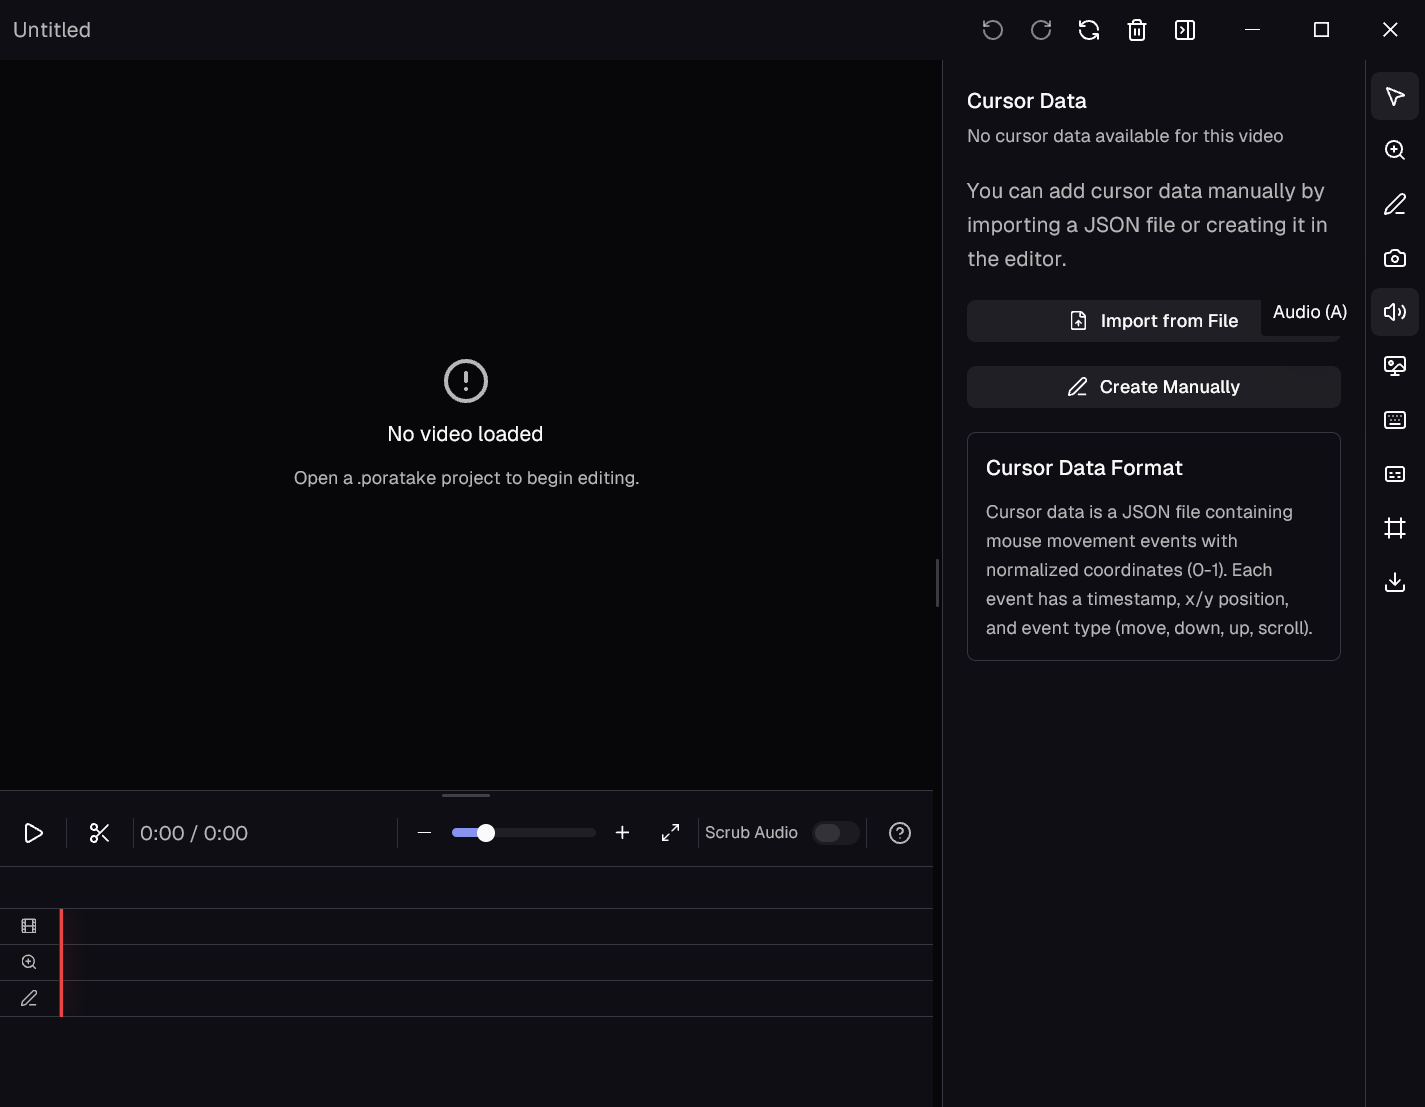 Untitled
Cursor Data
No cursor data available for this video
You can add cursor data manually by
importing a JSON file or creating it in
the editor.
Import from File
Audio (A)
Create Manually
Cursor Data Format
Cursor data is a JSON file containing
mouse movement events with
normalized coordinates (0-1). Each
event has a timestamp, x/y position,
and event type (move, down, up, scroll).
No video loaded
Open a .poratake project to begin editing.
0:00 / 0:00
Scrub Audio